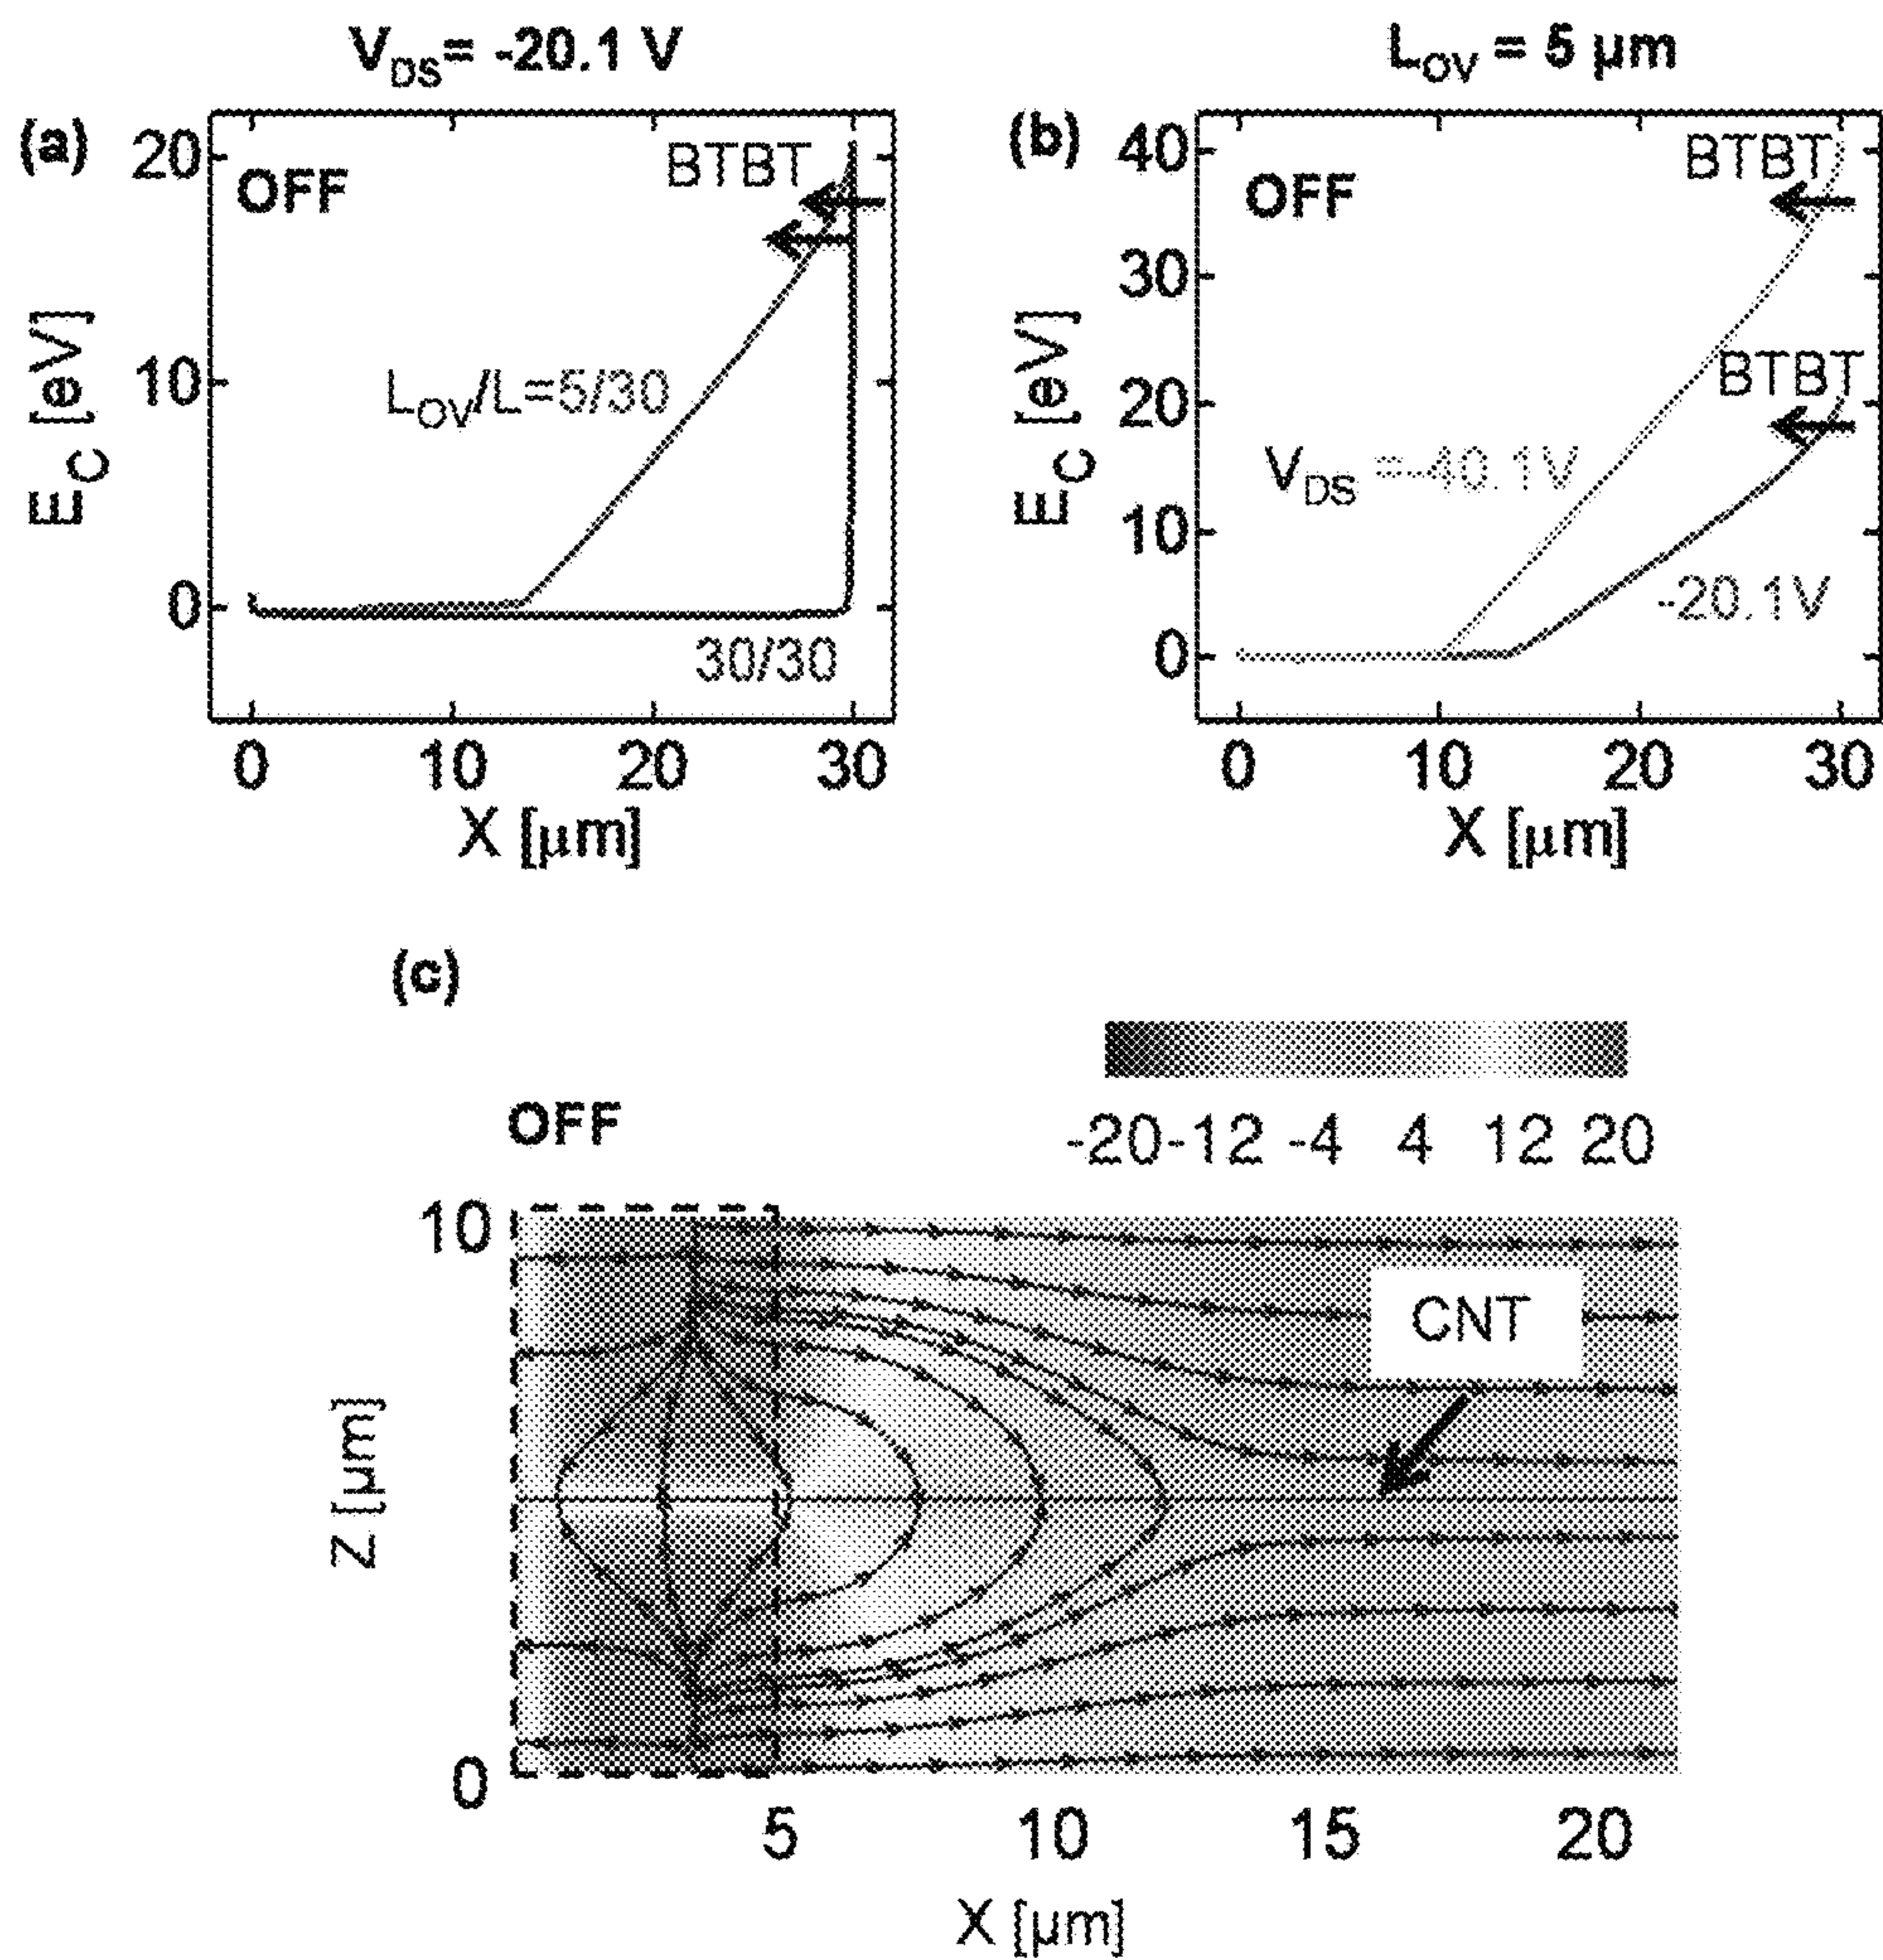 V_DS = -20.1 V
(a)
OFF
BTBT
L_OV/L=5/30
30/30
20
10
0
E_C [eV]
0 10 20 30
X [μm]
L_OV = 5 μm
(b)
OFF
BTBT
BTBT
V_DS =-40.1V
-20.1V
40
30
20
10
0
E_C [eV]
0 10 20 30
X [μm]
(c)
OFF
-20 -12 -4 4 12 20
CNT
10
0
Z [μm]
5 10 15 20
X [μm]